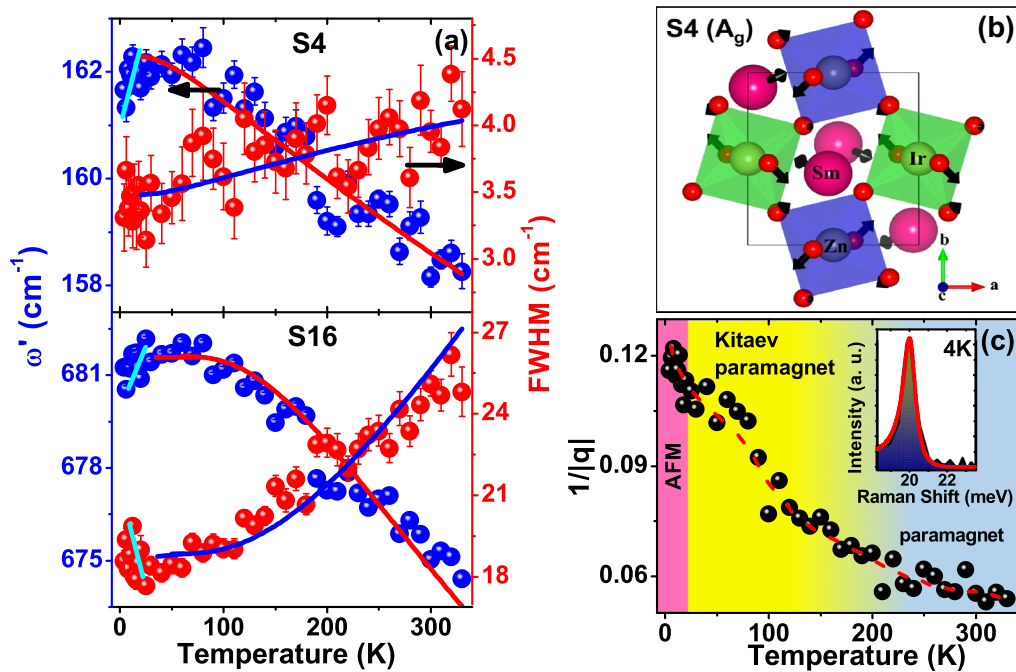 S4
(a)
162
160
158
4.5
4.0
3.5
3.0
2.5
S16
681
678
675
26
24
21
18
ω' (cm⁻¹)
FWHM (cm⁻¹)
0 100 200 300
Temperature (K)
S4 (Ag)
(b)
Ir
Sm
Zn
b
c
a
(c)
Kitaev
paramagnet
AFM
paramagnet
4K
Intensity (a. u.)
20 22
Raman Shift (meV)
0.12
0.09
0.06
1/|q|
0 100 200 300
Temperature (K)